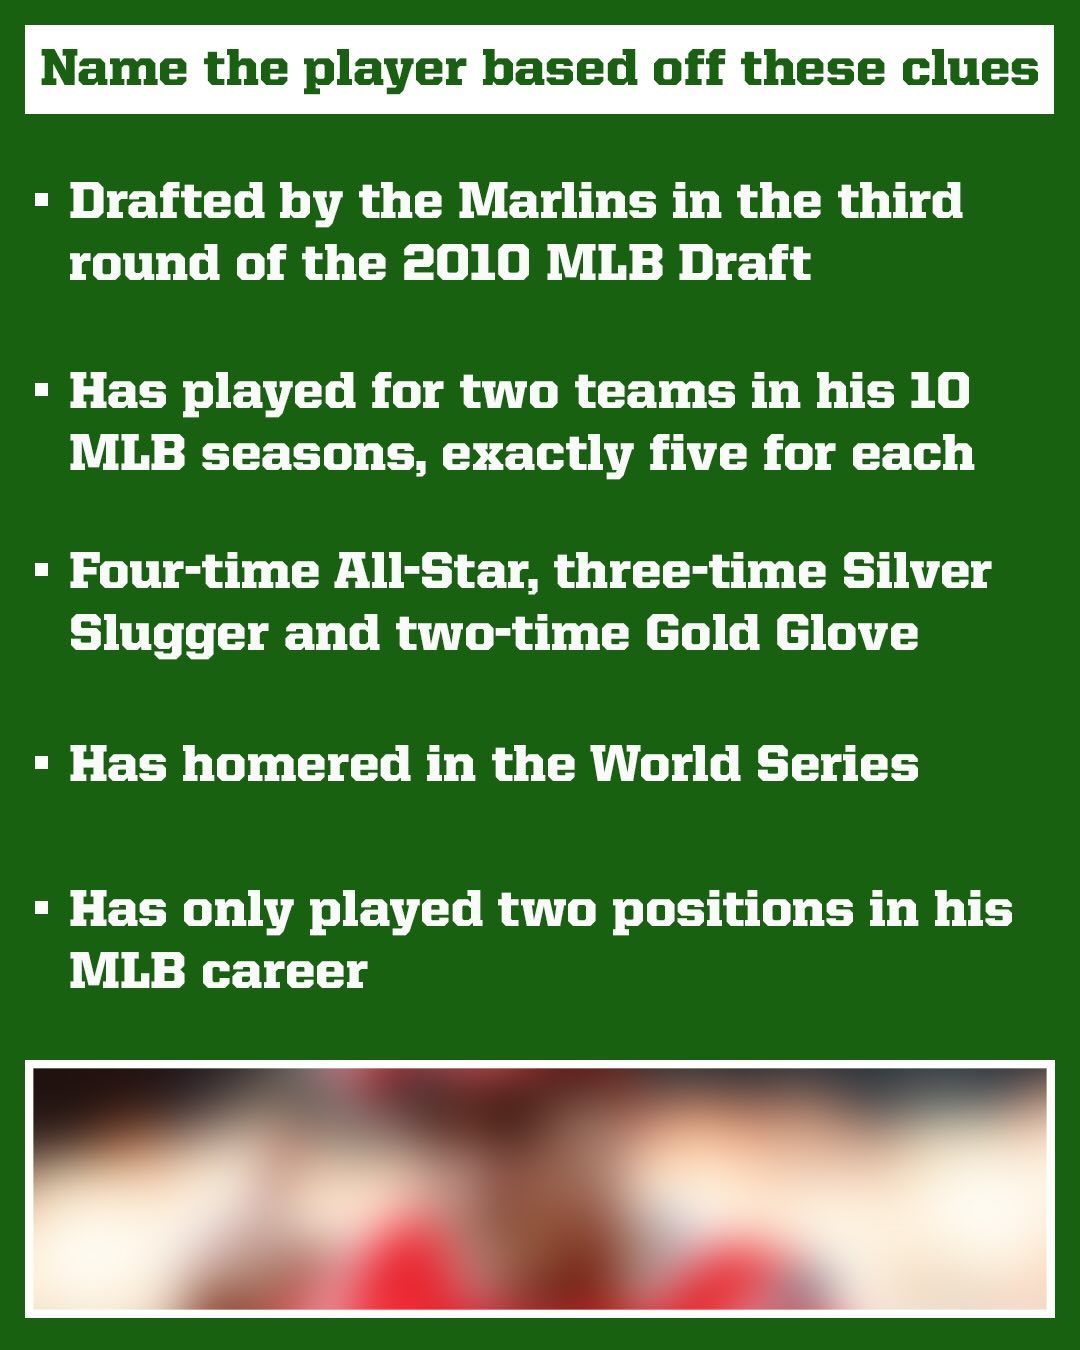 Name the player based off these clues
▪ Drafted by the Marlins in the third
round of the 2010 MLB Draft
▪ Has played for two teams in his 10
MLB seasons, exactly five for each
▪ Four-time All-Star, three-time Silver
Slugger and two-time Gold Glove
▪ Has homered in the World Series
▪ Has only played two positions in his
MLB career